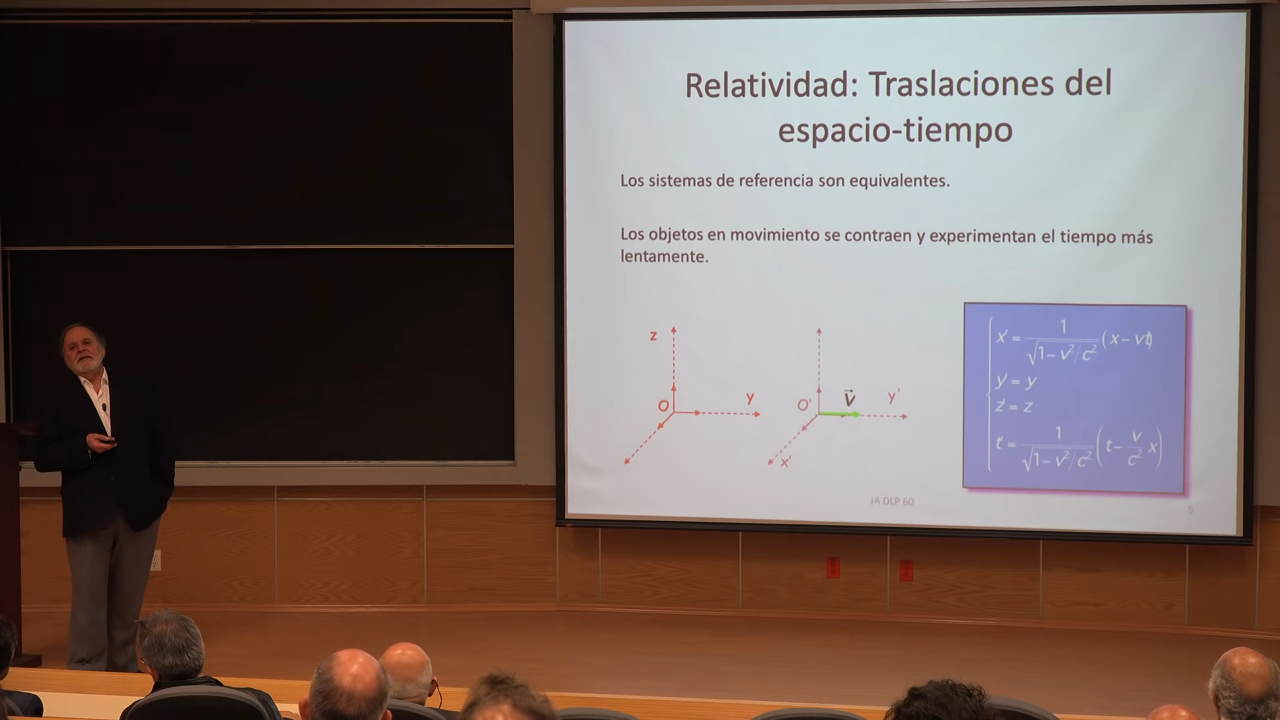 Relatividad: Traslaciones del
espacio-tiempo
Los sistemas de referencia son equivalentes.
Los objetos en movimiento se contraen y experimentan el tiempo más
lentamente.
z
O
y
O'
v⃗
y'
x'
x' = 1/√(1 − v²/c²) (x − vt)
y' = y
z' = z
t' = 1/√(1 − v²/c²) (t − v/c² x)
JA DLP 60